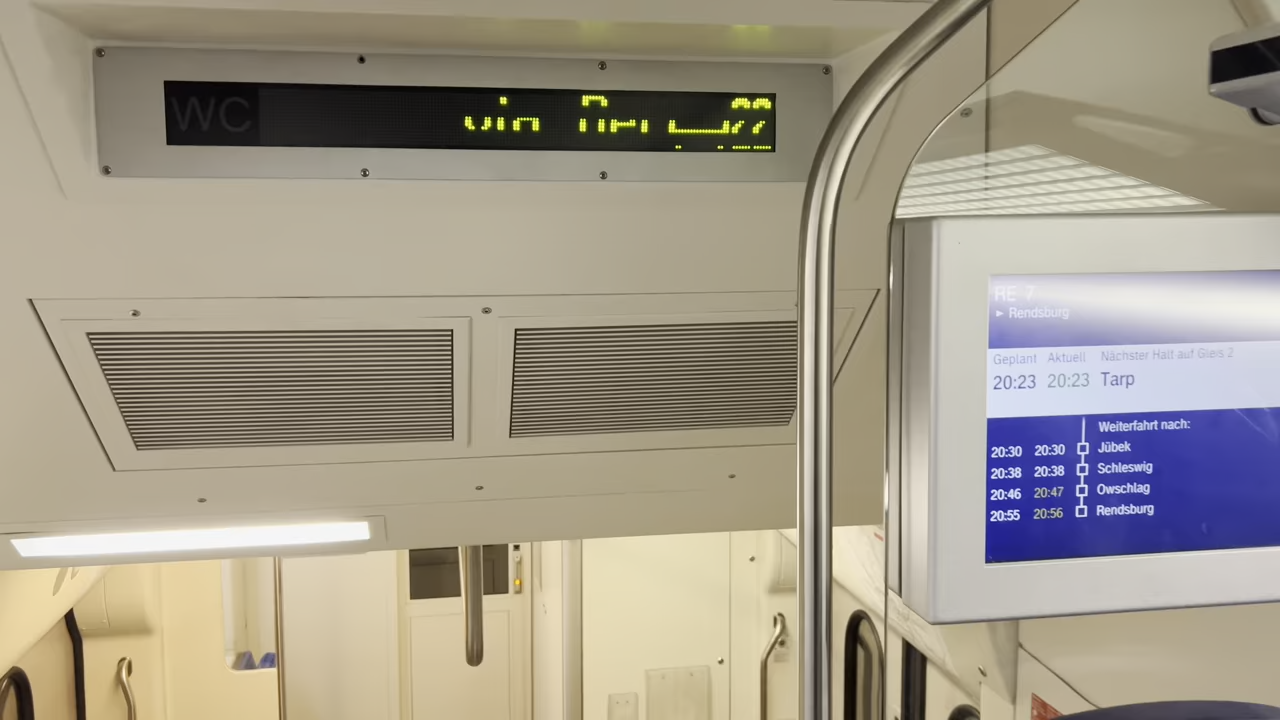 WC
RE 7
► Rendsburg
Geplant Aktuell Nächster Halt auf Gleis 2
20:23 20:23 Tarp
Weiterfahrt nach:
20:30 20:30 Jübek
20:38 20:38 Schleswig
20:46 20:47 Owschlag
20:55 20:56 Rendsburg